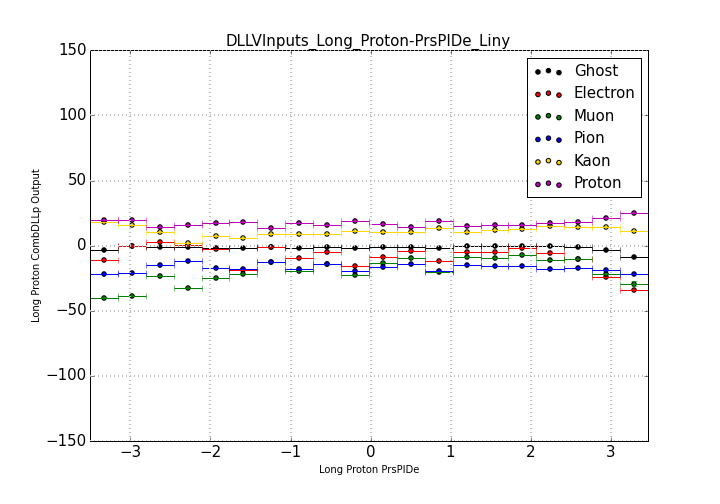 DLLVInputs_Long_Proton-PrsPIDe_Liny
150
100
50
0
−50
−100
−150
Long Proton CombDLLp Output
Ghost
Electron
Muon
Pion
Kaon
Proton
−3 −2 −1 0 1 2 3
Long Proton PrsPIDe